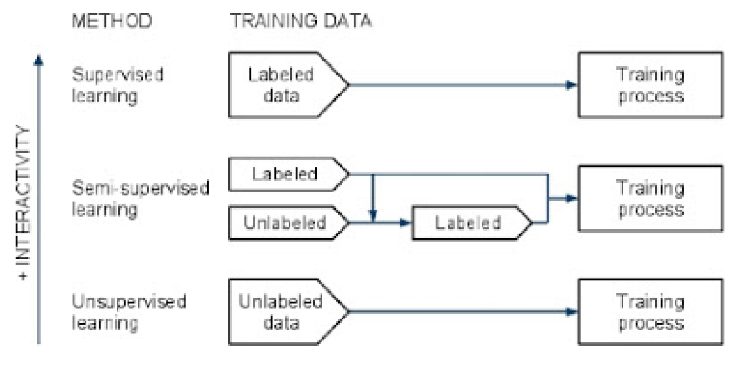 METHOD
TRAINING DATA
Supervised
learning
Labeled
data
Training
process
+ INTERACTIVITY
Semi-supervised
learning
Labeled
Unlabeled
Labeled
Training
process
Unsupervised
learning
Unlabeled
data
Training
process